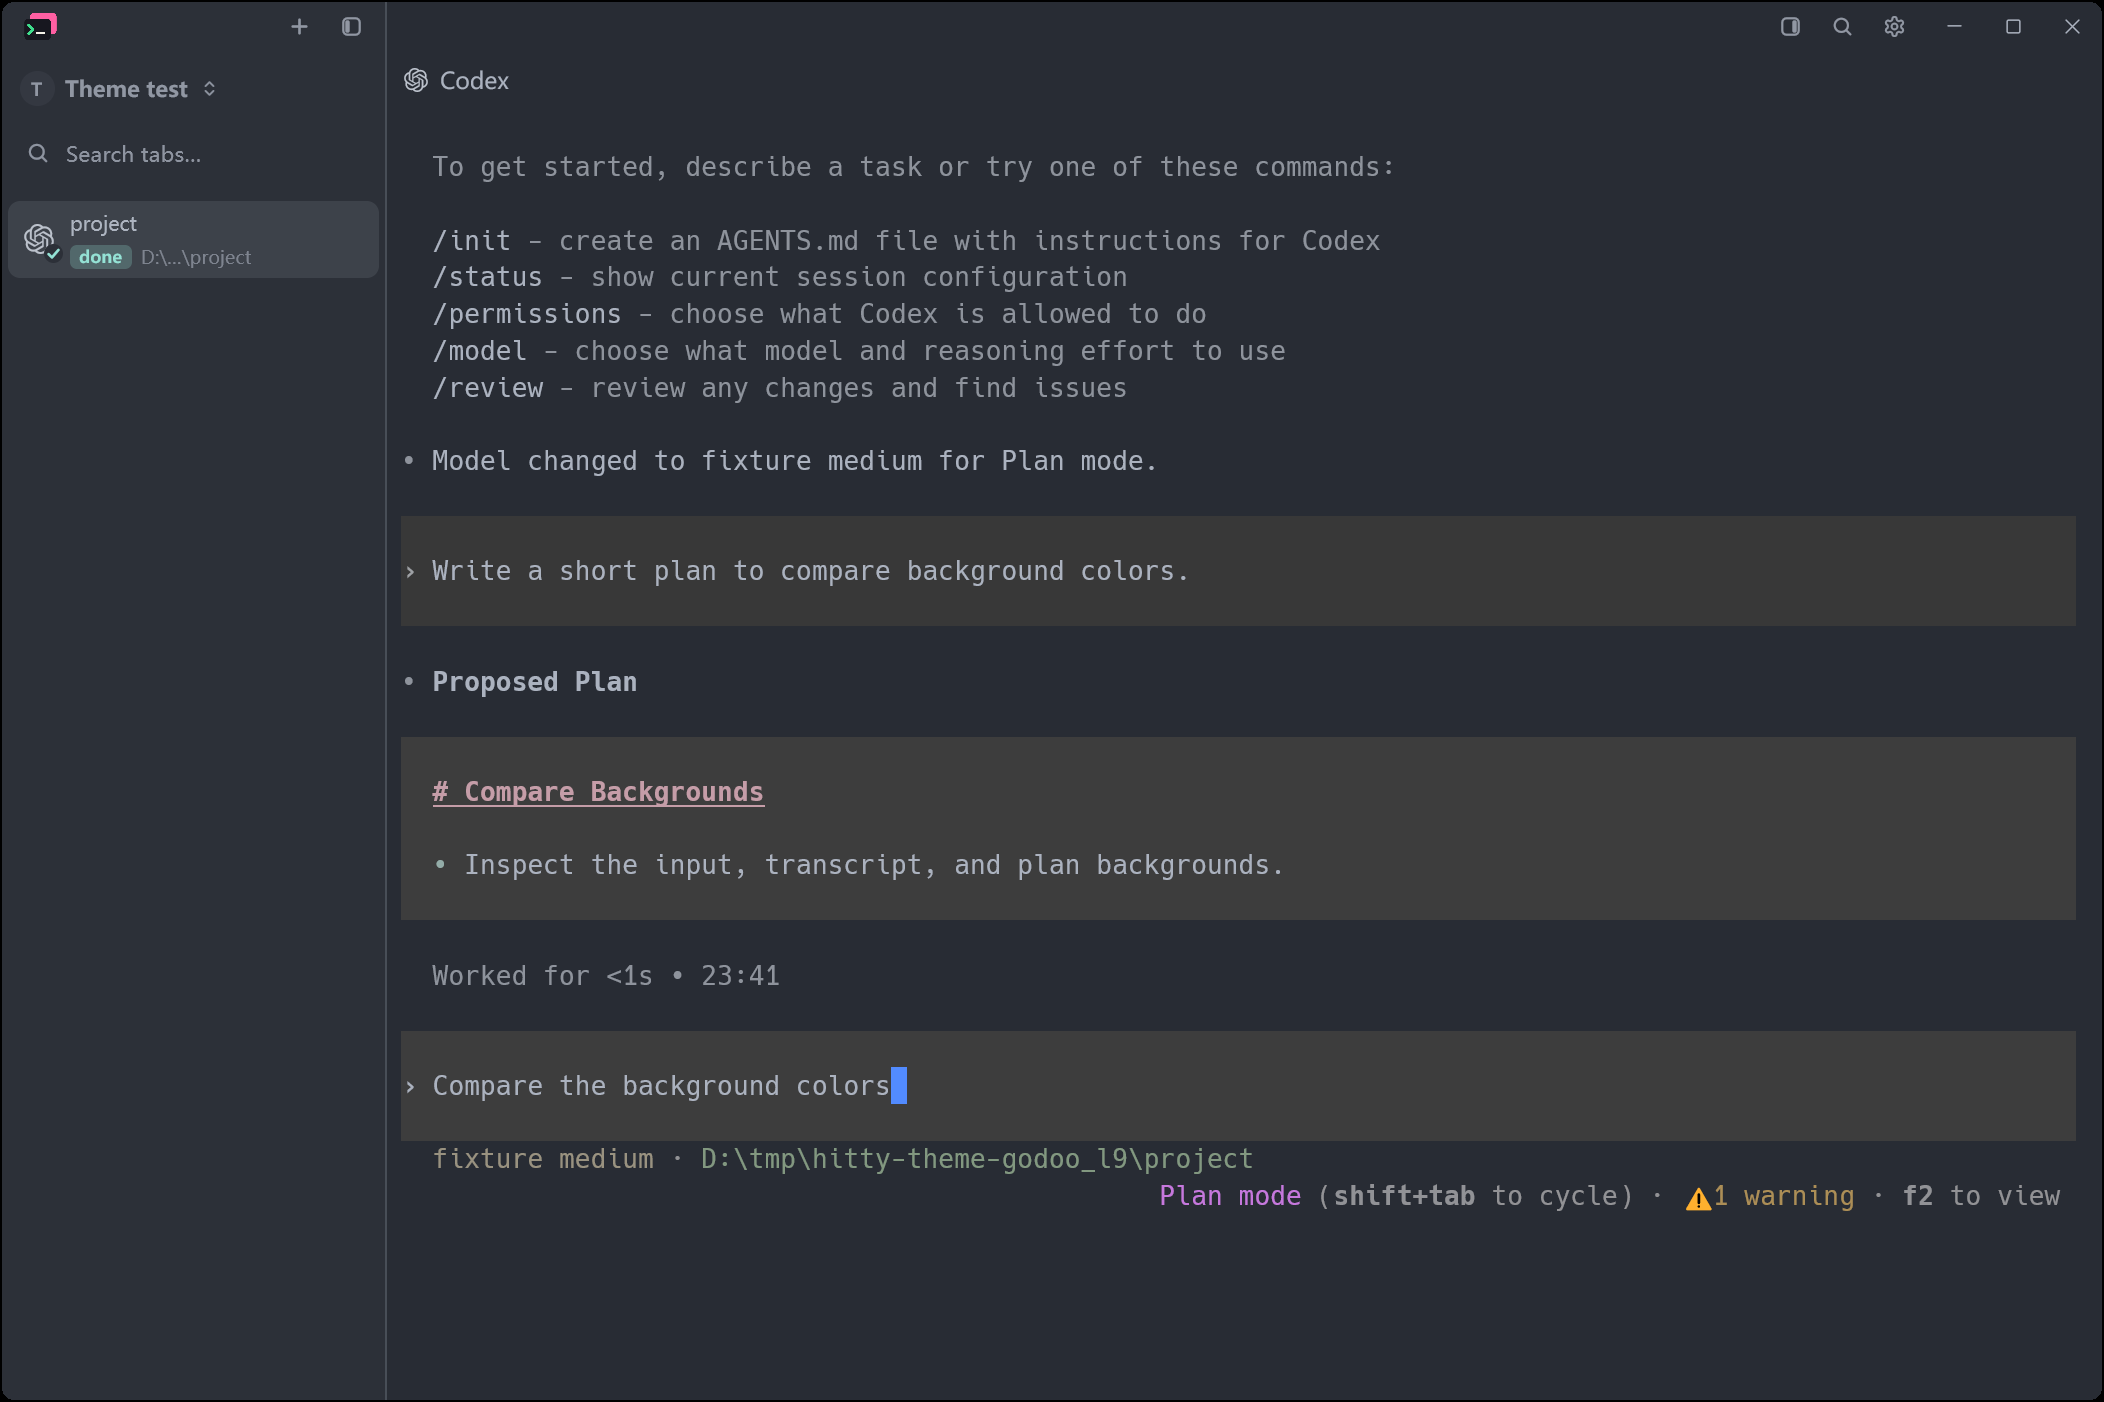 T Theme test
Search tabs...
project
done D:\...\project
Codex
To get started, describe a task or try one of these commands:
/init - create an AGENTS.md file with instructions for Codex
/status - show current session configuration
/permissions - choose what Codex is allowed to do
/model - choose what model and reasoning effort to use
/review - review any changes and find issues
• Model changed to fixture medium for Plan mode.
› Write a short plan to compare background colors.
• Proposed Plan
# Compare Backgrounds
• Inspect the input, transcript, and plan backgrounds.
Worked for <1s • 23:41
› Compare the background colors
fixture medium · D:\tmp\hitty-theme-godoo_l9\project
Plan mode (shift+tab to cycle) · ⚠1 warning · f2 to view